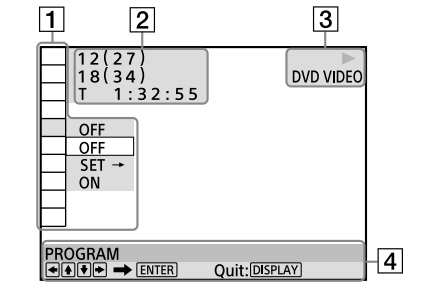 1 2 3
12(27)
18(34)
T 1:32:55
DVD VIDEO
OFF
OFF
SET →
ON
PROGRAM
←↑↓→ ➡ ENTER Quit: DISPLAY
4